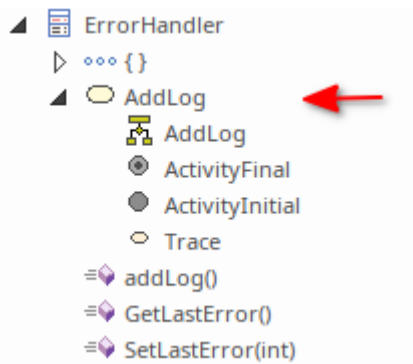 ErrorHandler
{ }
AddLog
AddLog
ActivityFinal
ActivityInitial
Trace
addLog()
GetLastError()
SetLastError(int)